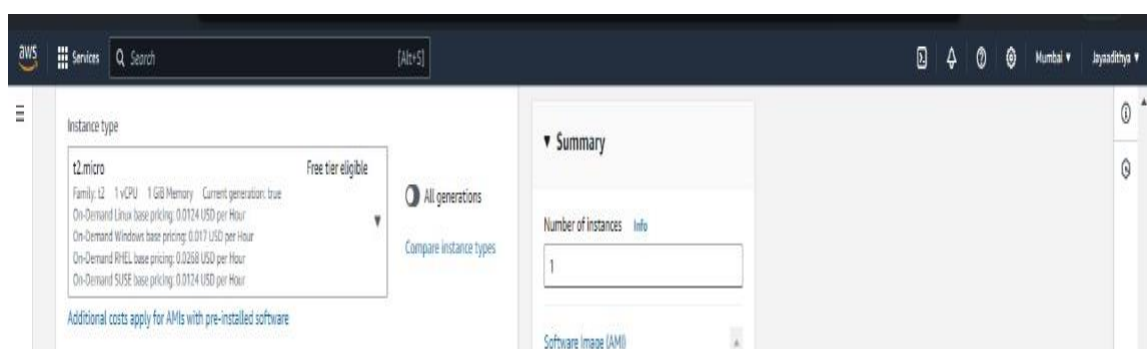 aws Services Search [Alt+S] Mumbai Jayaadithya
Instance type
t2.micro Free tier eligible
Family: t2 1 vCPU 1 GiB Memory Current generation: true
On-Demand Linux base pricing: 0.0124 USD per Hour
On-Demand Windows base pricing: 0.017 USD per Hour
On-Demand RHEL base pricing: 0.0268 USD per Hour
On-Demand SUSE base pricing: 0.0124 USD per Hour
Additional costs apply for AMIs with pre-installed software
All generations
Compare instance types
Summary
Number of instances Info
1
Software Image (AMI)